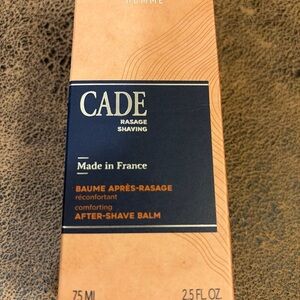 HOMME
CADE
RASAGE
SHAVING
Made in France
BAUME APRÈS-RASAGE
réconfortant
comforting
AFTER-SHAVE BALM
75 ML 2.5 FL OZ